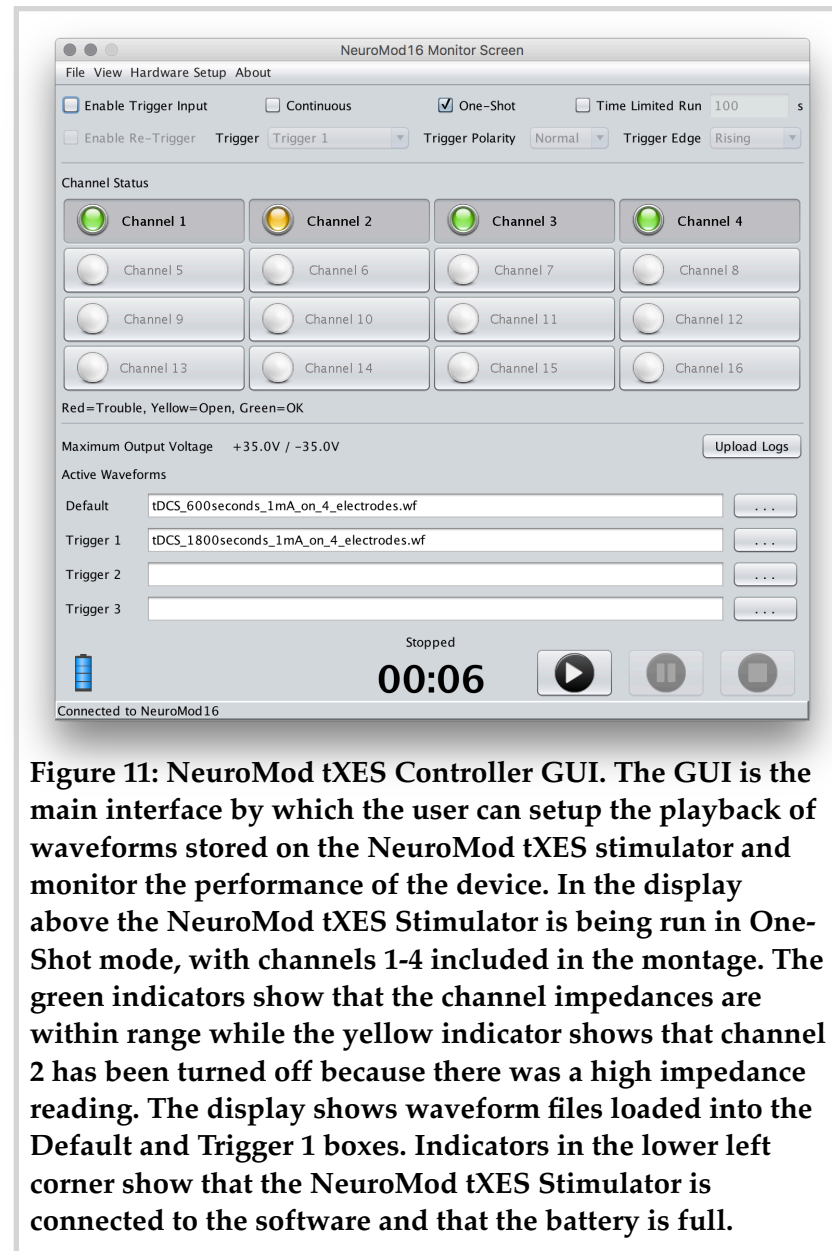 NeuroMod16 Monitor Screen
File View Hardware Setup About
Enable Trigger Input Continuous One-Shot Time Limited Run 100 s
Enable Re-Trigger Trigger Trigger 1 Trigger Polarity Normal Trigger Edge Rising
Channel Status
Channel 1 Channel 2 Channel 3 Channel 4
Channel 5 Channel 6 Channel 7 Channel 8
Channel 9 Channel 10 Channel 11 Channel 12
Channel 13 Channel 14 Channel 15 Channel 16
Red=Trouble, Yellow=Open, Green=OK
Maximum Output Voltage +35.0V / -35.0V Upload Logs
Active Waveforms
Default tDCS_600seconds_1mA_on_4_electrodes.wf ...
Trigger 1 tDCS_1800seconds_1mA_on_4_electrodes.wf ...
Trigger 2 ...
Trigger 3 ...
Stopped
00:06
Connected to NeuroMod16
Figure 11: NeuroMod tXES Controller GUI. The GUI is the
main interface by which the user can setup the playback of
waveforms stored on the NeuroMod tXES stimulator and
monitor the performance of the device. In the display
above the NeuroMod tXES Stimulator is being run in One-
Shot mode, with channels 1-4 included in the montage. The
green indicators show that the channel impedances are
within range while the yellow indicator shows that channel
2 has been turned off because there was a high impedance
reading. The display shows waveform files loaded into the
Default and Trigger 1 boxes. Indicators in the lower left
corner show that the NeuroMod tXES Stimulator is
connected to the software and that the battery is full.